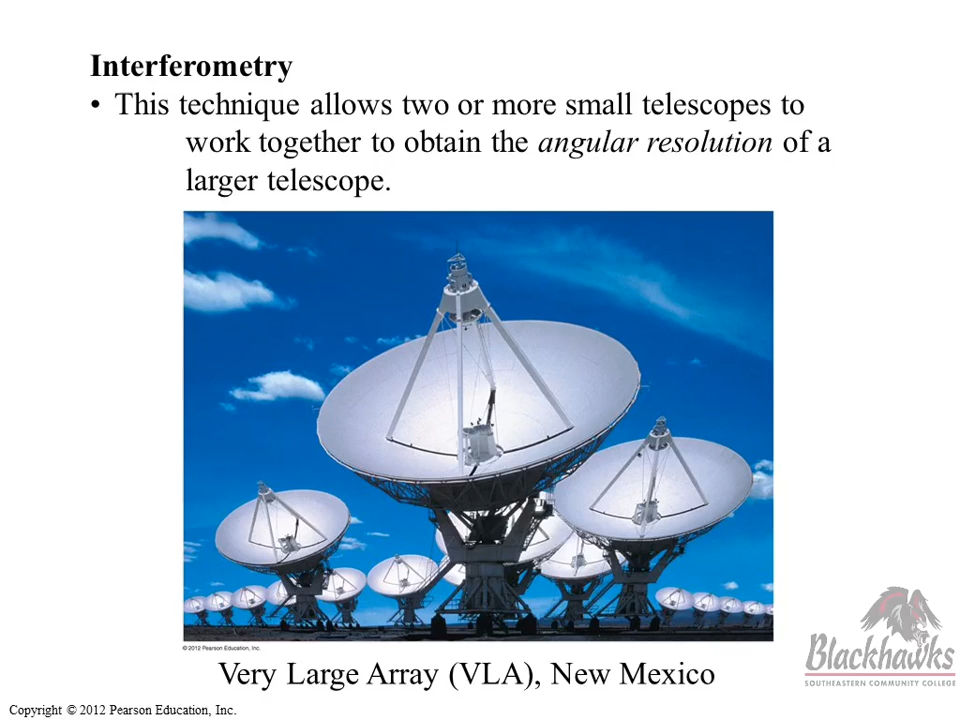 Interferometry
• This technique allows two or more small telescopes to
work together to obtain the angular resolution of a
larger telescope.
© 2012 Pearson Education, Inc.
Very Large Array (VLA), New Mexico
Blackhawks
SOUTHEASTERN COMMUNITY COLLEGE
Copyright © 2012 Pearson Education, Inc.